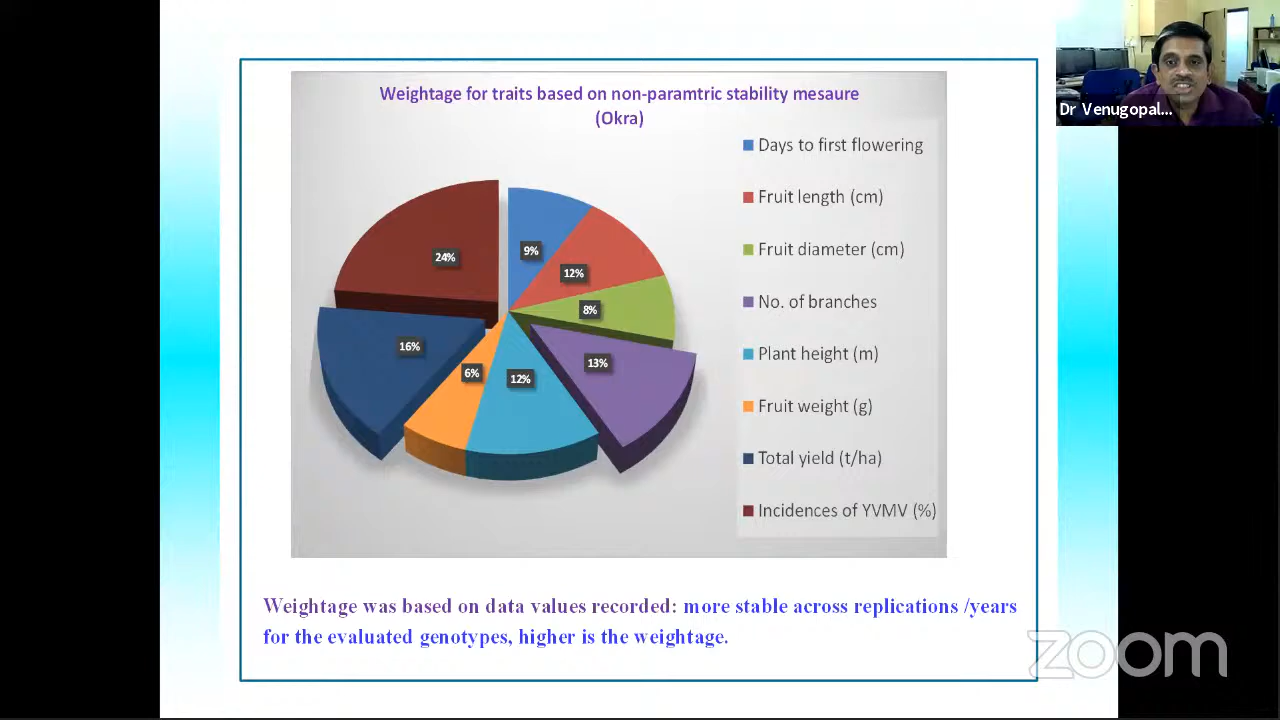 Weightage for traits based on non-paramtric stability mesaure
(Okra)
Days to first flowering
Fruit length (cm)
Fruit diameter (cm)
No. of branches
Plant height (m)
Fruit weight (g)
Total yield (t/ha)
Incidences of YVMV (%)
9%
12%
8%
13%
12%
6%
16%
24%
Weightage was based on data values recorded: more stable across replications /years
for the evaluated genotypes, higher is the weightage.
Dr Venugopal...
zoom